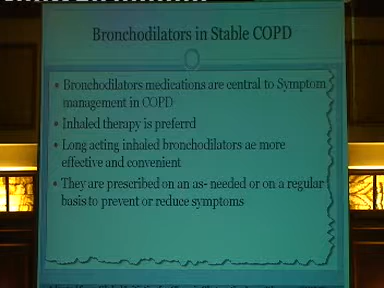 Bronchodilators in Stable COPD
Bronchodilators medications are central to Symptom
management in COPD
Inhaled therapy is preferrd
Long acting inhaled bronchodilators ae more
effective and convenient
They are prescribed on an as- needed or on a regular
basis to prevent or reduce symptoms